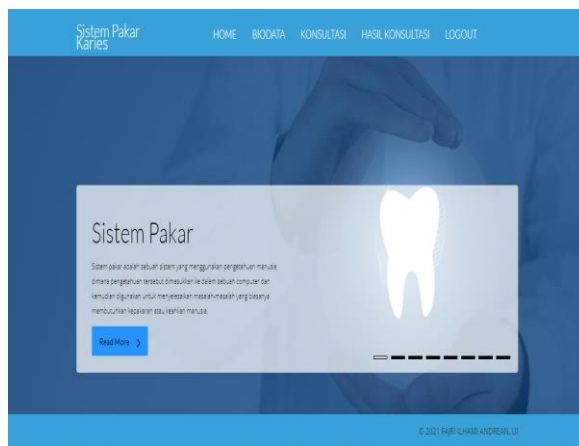 Sistem Pakar
Karies
HOME BIODATA KONSULTASI HASIL KONSULTASI LOGOUT
Sistem Pakar
Sistem pakar adalah sebuah sistem yang menggunakan pengetahuan manusia
dimana pengetahuan tersebut dimasukkan ke dalam sebuah computer dan
kemudian digunakan untuk menyelesaikan masalah-masalah yang biasanya
membutuhkan kepakaran atau keahlian manusia.
Read More
© 2021 FAJRI ILHAMI ANDREAN.